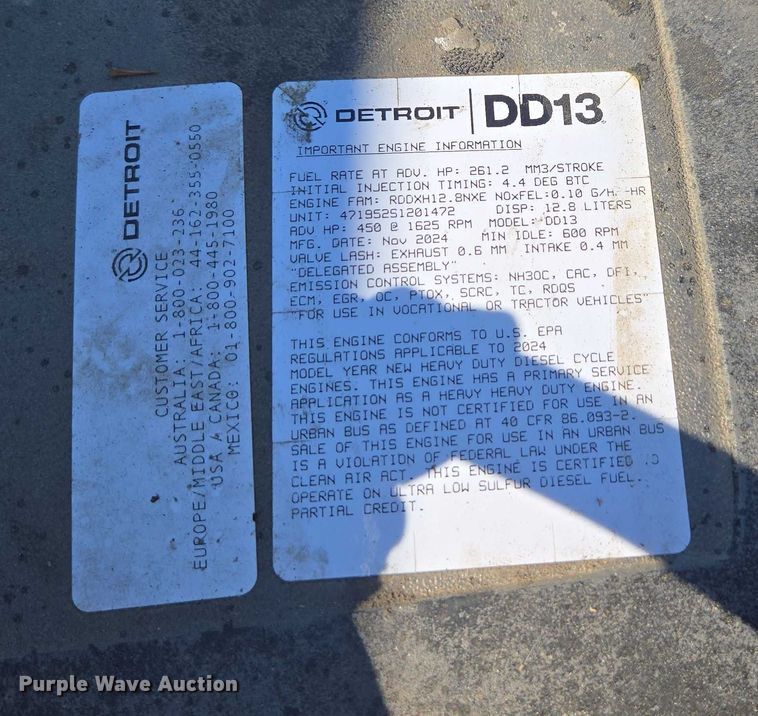 DETROIT
CUSTOMER SERVICE
AUSTRALIA: 1-800-023-236
EUROPE/MIDDLE EAST/AFRICA: 44-162-355-0550
USA & CANADA: 1-800-445-1980
MEXICO: 01-800-902-7100
DETROIT DD13
IMPORTANT ENGINE INFORMATION
FUEL RATE AT ADV. HP: 261.2 MM3/STROKE
INITIAL INJECTION TIMING: 4.4 DEG BTC
ENGINE FAM: RDDXH12.8NXE NOxFEL:0.10 G/H. -HR
UNIT: 471952S1201472 DISP: 12.8 LITERS
ADV HP: 450 @ 1625 RPM MODEL: DD13
MFG. DATE: Nov 2024 MIN IDLE: 600 RPM
VALVE LASH: EXHAUST 0.6 MM INTAKE 0.4 MM
"DELEGATED ASSEMBLY"
EMISSION CONTROL SYSTEMS: NH3OC, CAC, DFI,
ECM, EGR, OC, PTOX, SCRC, TC, RDQS
"FOR USE IN VOCATIONAL OR TRACTOR VEHICLES"
THIS ENGINE CONFORMS TO U.S. EPA
REGULATIONS APPLICABLE TO 2024
MODEL YEAR NEW HEAVY DUTY DIESEL CYCLE
ENGINES. THIS ENGINE HAS A PRIMARY SERVICE
APPLICATION AS A HEAVY HEAVY DUTY ENGINE.
THIS ENGINE IS NOT CERTIFIED FOR USE IN AN
URBAN BUS AS DEFINED AT 40 CFR 86.093-2.
SALE OF THIS ENGINE FOR USE IN AN URBAN BUS
IS A VIOLATION OF FEDERAL LAW UNDER THE
CLEAN AIR ACT. THIS ENGINE IS CERTIFIED
OPERATE ON ULTRA LOW SULFUR DIESEL FUEL.
PARTIAL CREDIT.
Purple Wave Auction